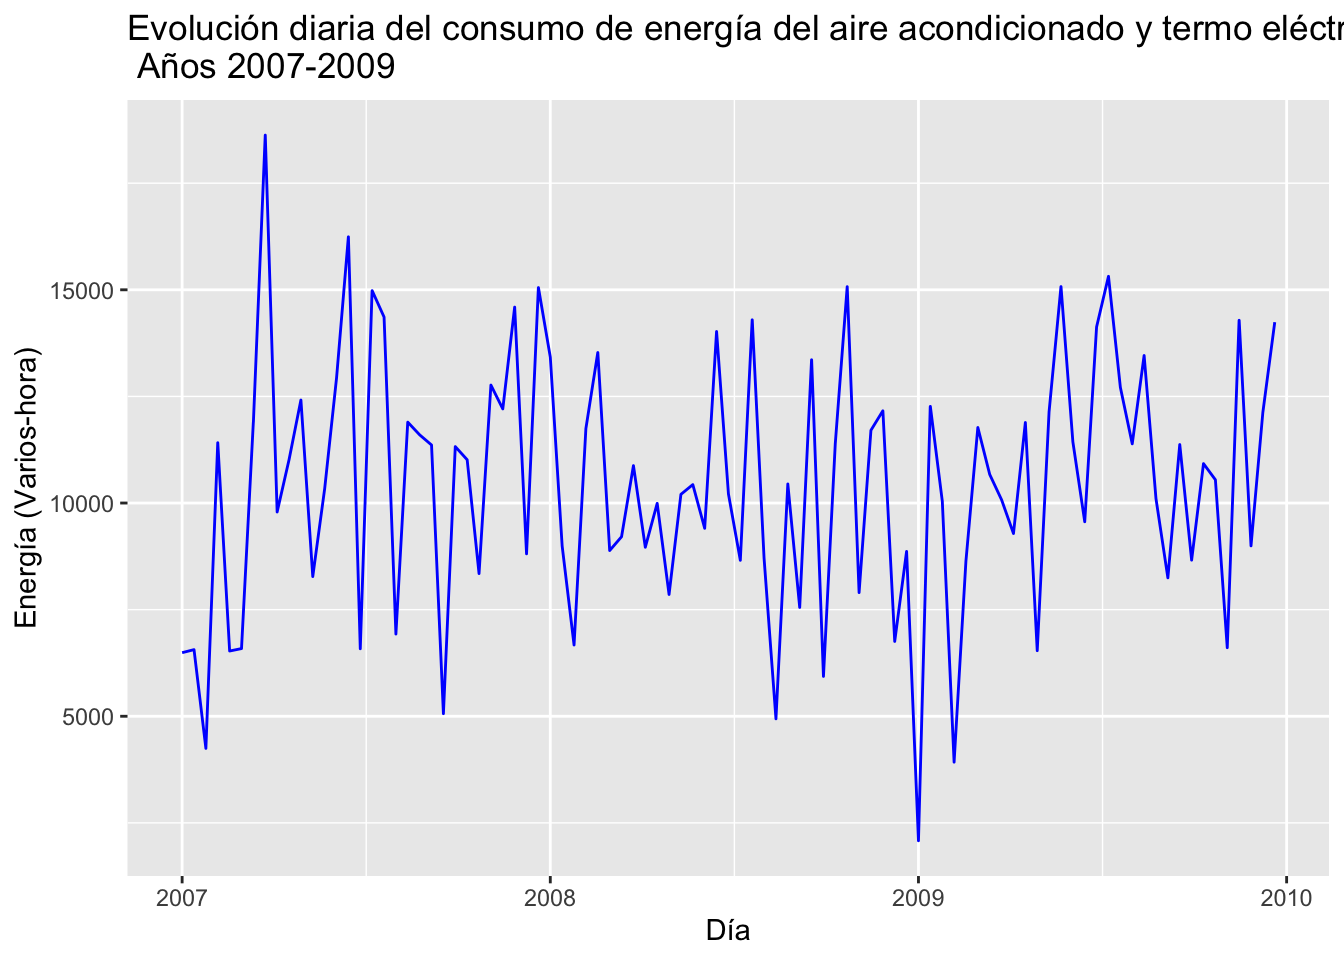 Evolución diaria del consumo de energía del aire acondicionado y termo eléctr
Años 2007-2009
Energía (Varios-hora)
15000
10000
5000
2007
2008
2009
2010
Día